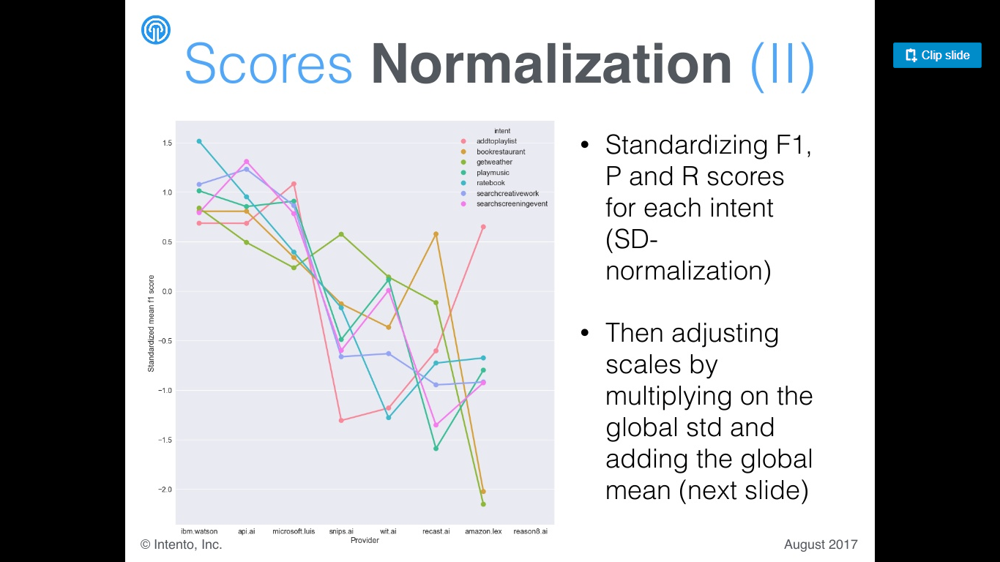 Scores Normalization (II)
Clip slide
intent
addtoplaylist
bookrestaurant
getweather
playmusic
ratebook
searchcreativework
searchscreeningevent
1.5
1.0
0.5
0.0
−0.5
−1.0
−1.5
−2.0
Standardized mean f1 score
ibm.watson api.ai microsoft.luis snips.ai wit.ai recast.ai amazon.lex reason8.ai
Provider
• Standardizing F1,
P and R scores
for each intent
(SD-
normalization)
• Then adjusting
scales by
multiplying on the
global std and
adding the global
mean (next slide)
© Intento, Inc.
August 2017